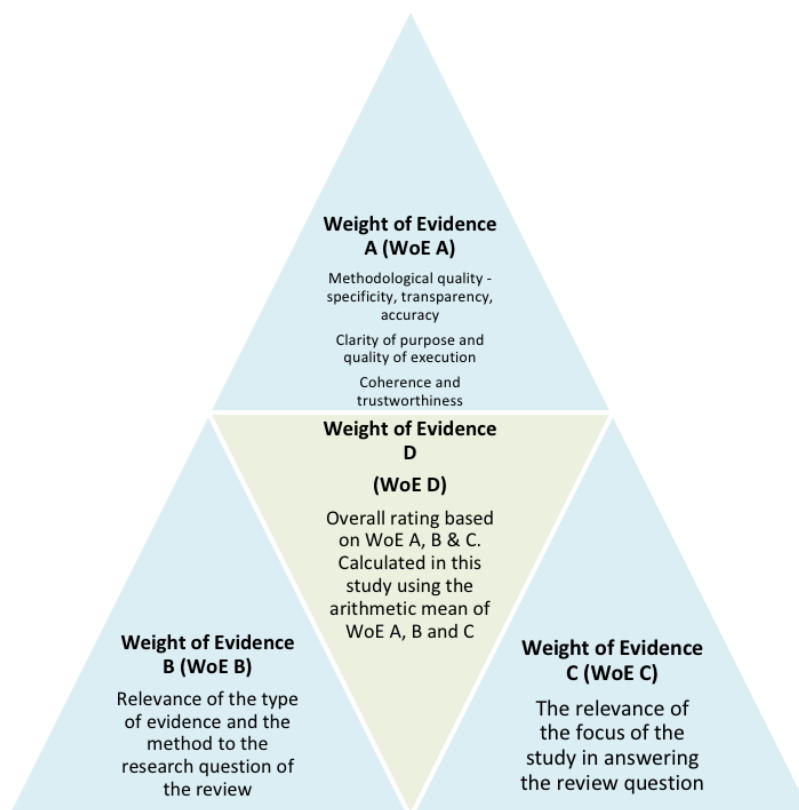 Weight of Evidence
A (WoE A)
Methodological quality -
specificity, transparency,
accuracy
Clarity of purpose and
quality of execution
Coherence and
trustworthiness
Weight of Evidence
D
(WoE D)
Overall rating based
on WoE A, B & C.
Calculated in this
study using the
arithmetic mean of
WoE A, B and C
Weight of Evidence
B (WoE B)
Relevance of the type
of evidence and the
method to the
research question of
the review
Weight of Evidence
C (WoE C)
The relevance of
the focus of the
study in answering
the review question